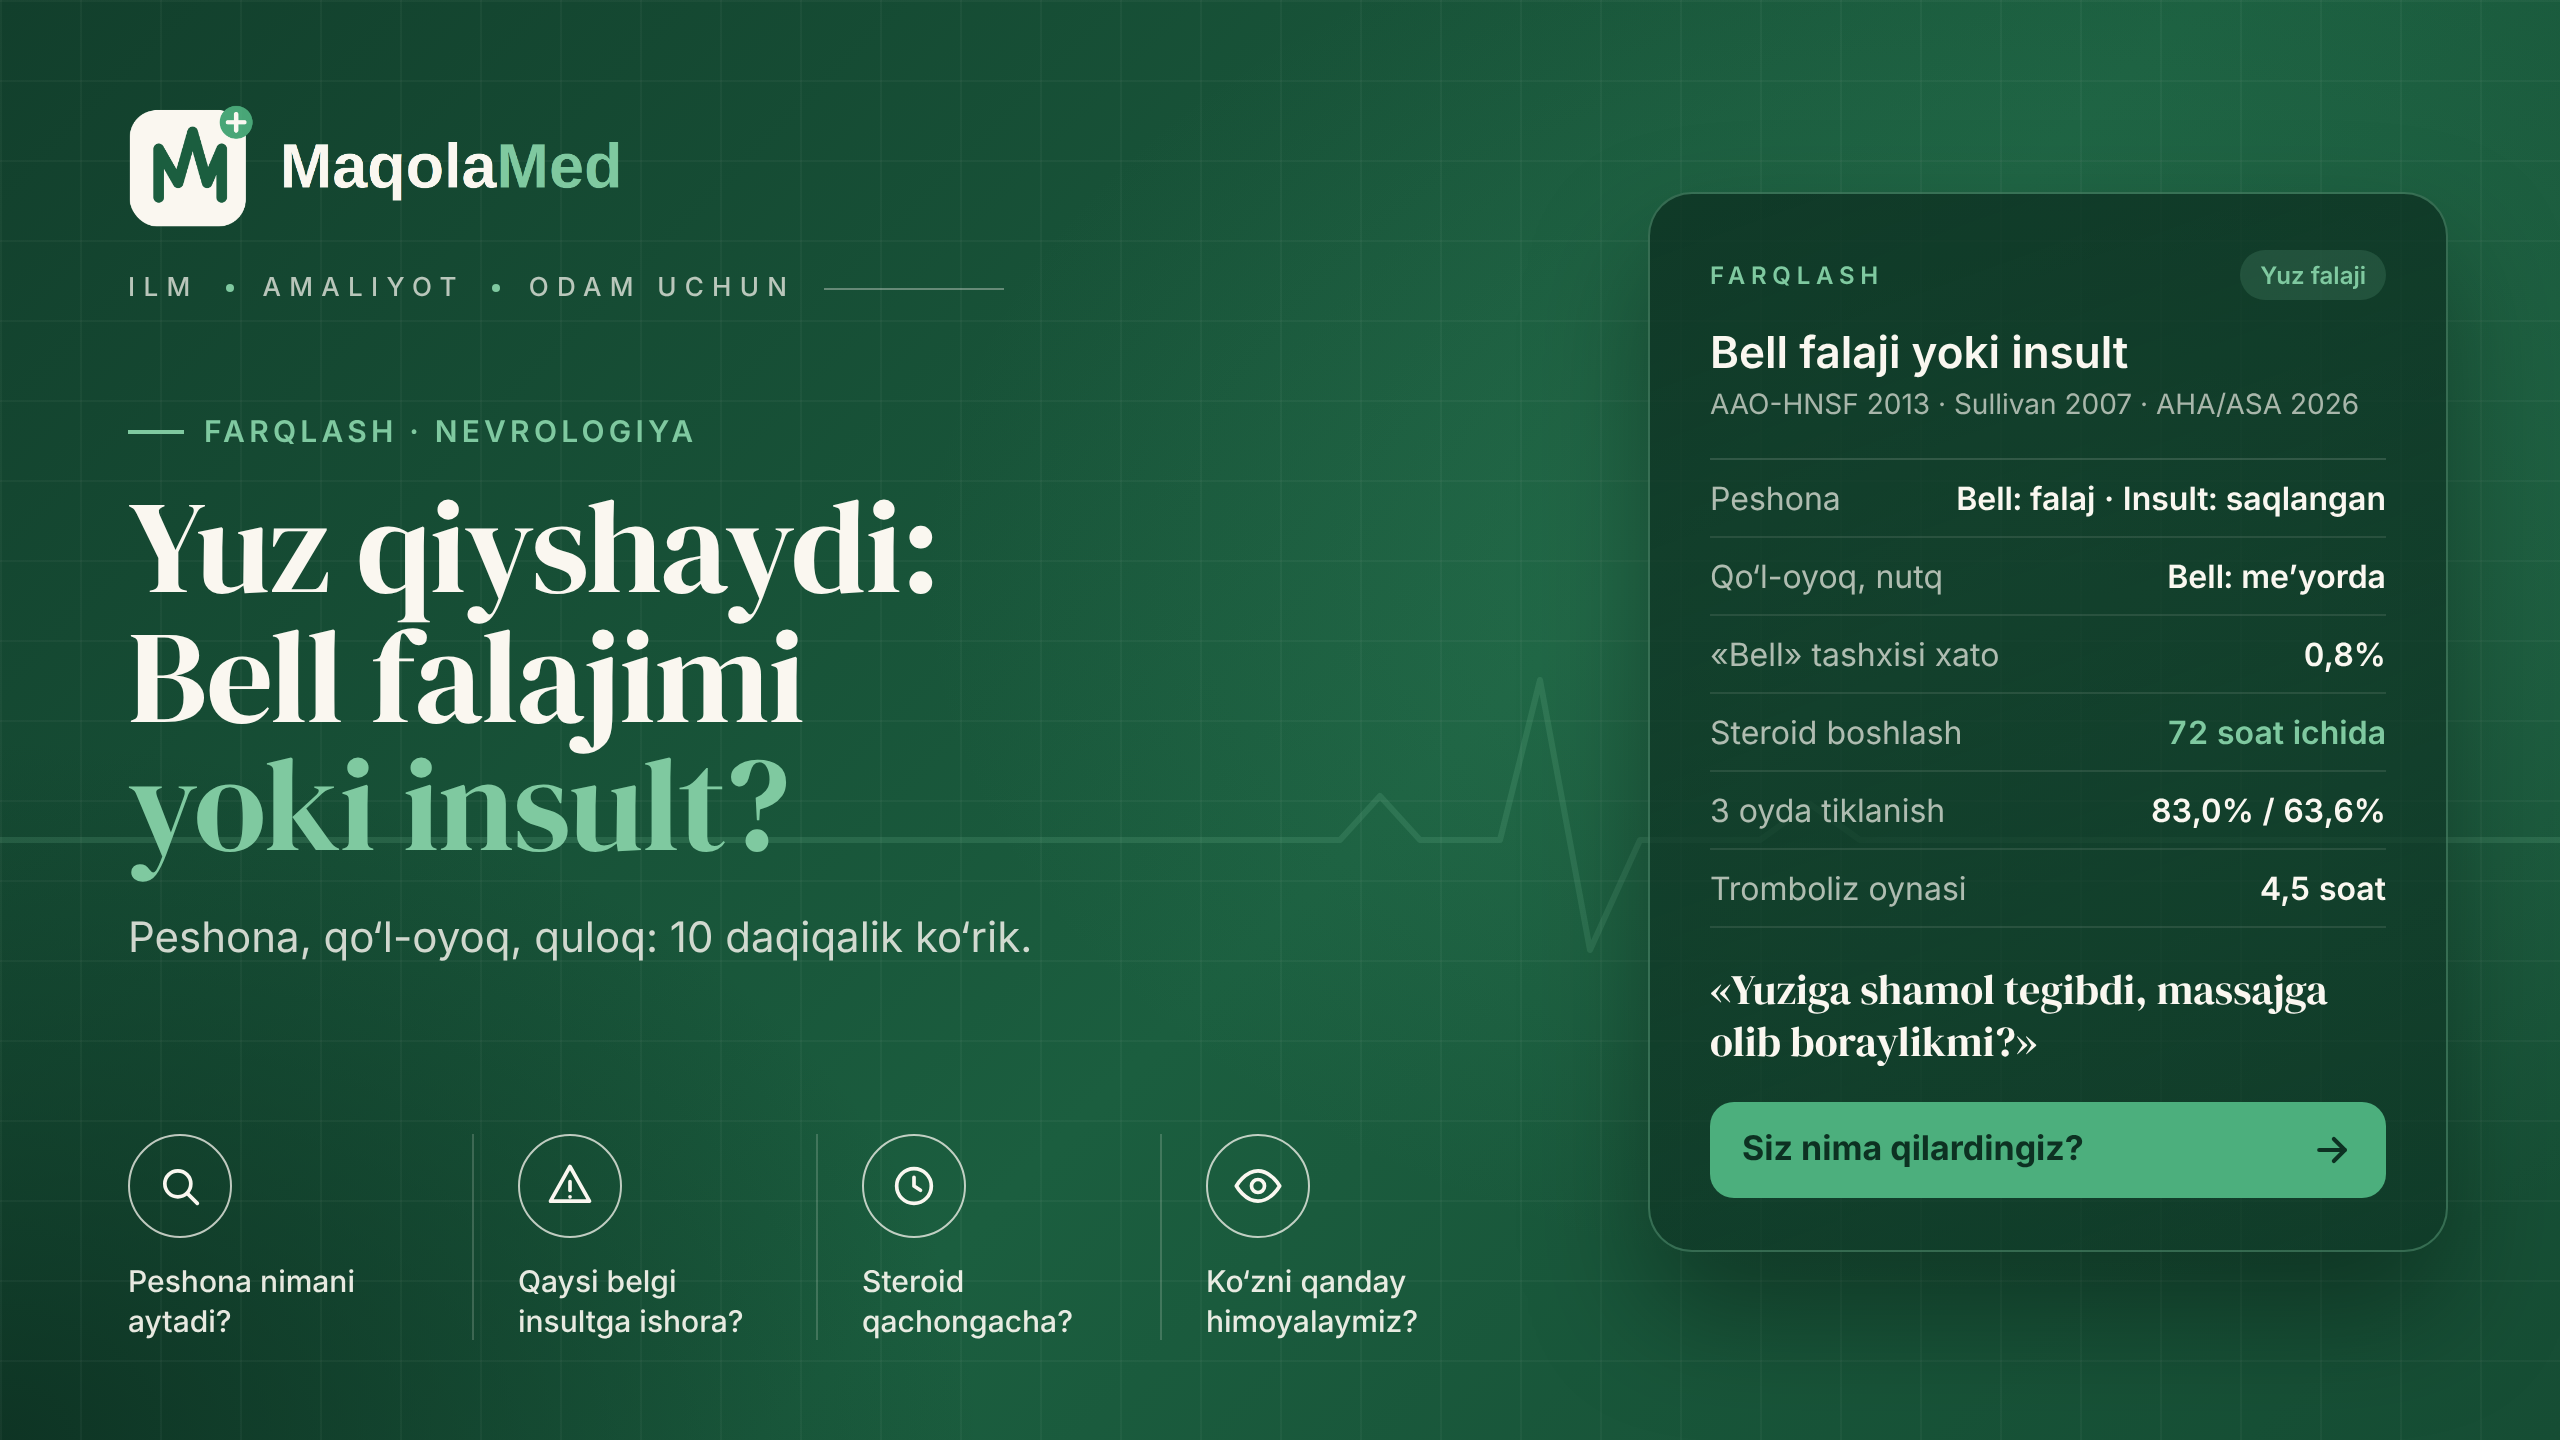 MaqolaMed
ILM • AMALIYOT • ODAM UCHUN
FARQLASH · NEVROLOGIYA
Yuz qiyshaydi:
Bell falajimi
yoki insult?
Peshona, qo‘l-oyoq, quloq: 10 daqiqalik ko‘rik.
Peshona nimani
aytadi?
Qaysi belgi
insultga ishora?
Steroid
qachongacha?
Ko‘zni qanday
himoyalaymiz?
FARQLASH
Yuz falaji
Bell falaji yoki insult
AAO-HNSF 2013 · Sullivan 2007 · AHA/ASA 2026
Peshona Bell: falaj · Insult: saqlangan
Qo‘l-oyoq, nutq Bell: me’yorda
«Bell» tashxisi xato 0,8%
Steroid boshlash 72 soat ichida
3 oyda tiklanish 83,0% / 63,6%
Tromboliz oynasi 4,5 soat
«Yuziga shamol tegibdi, massajga
olib boraylikmi?»
Siz nima qilardingiz? →